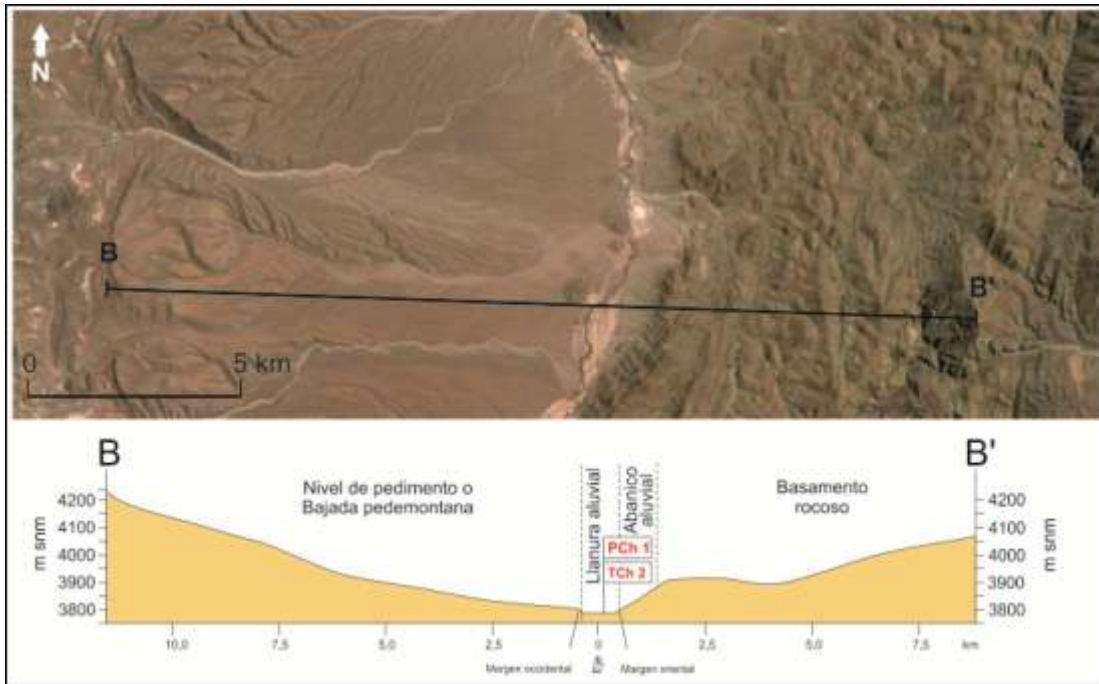 N
B
B'
0
5 km
B
B'
Nivel de pedimento o
Bajada pedemontana
Llanura aluvial
Abanico
aluvial
Basamento
rocoso
PCh 1
TCh 2
m snm
4200
4100
4000
3900
3800
4200
4100
4000
3900
3800
m snm
10,0
7,5
5,0
2,5
0
2,5
5,0
7,5
km
Margen occidental
Eje
Margen oriental